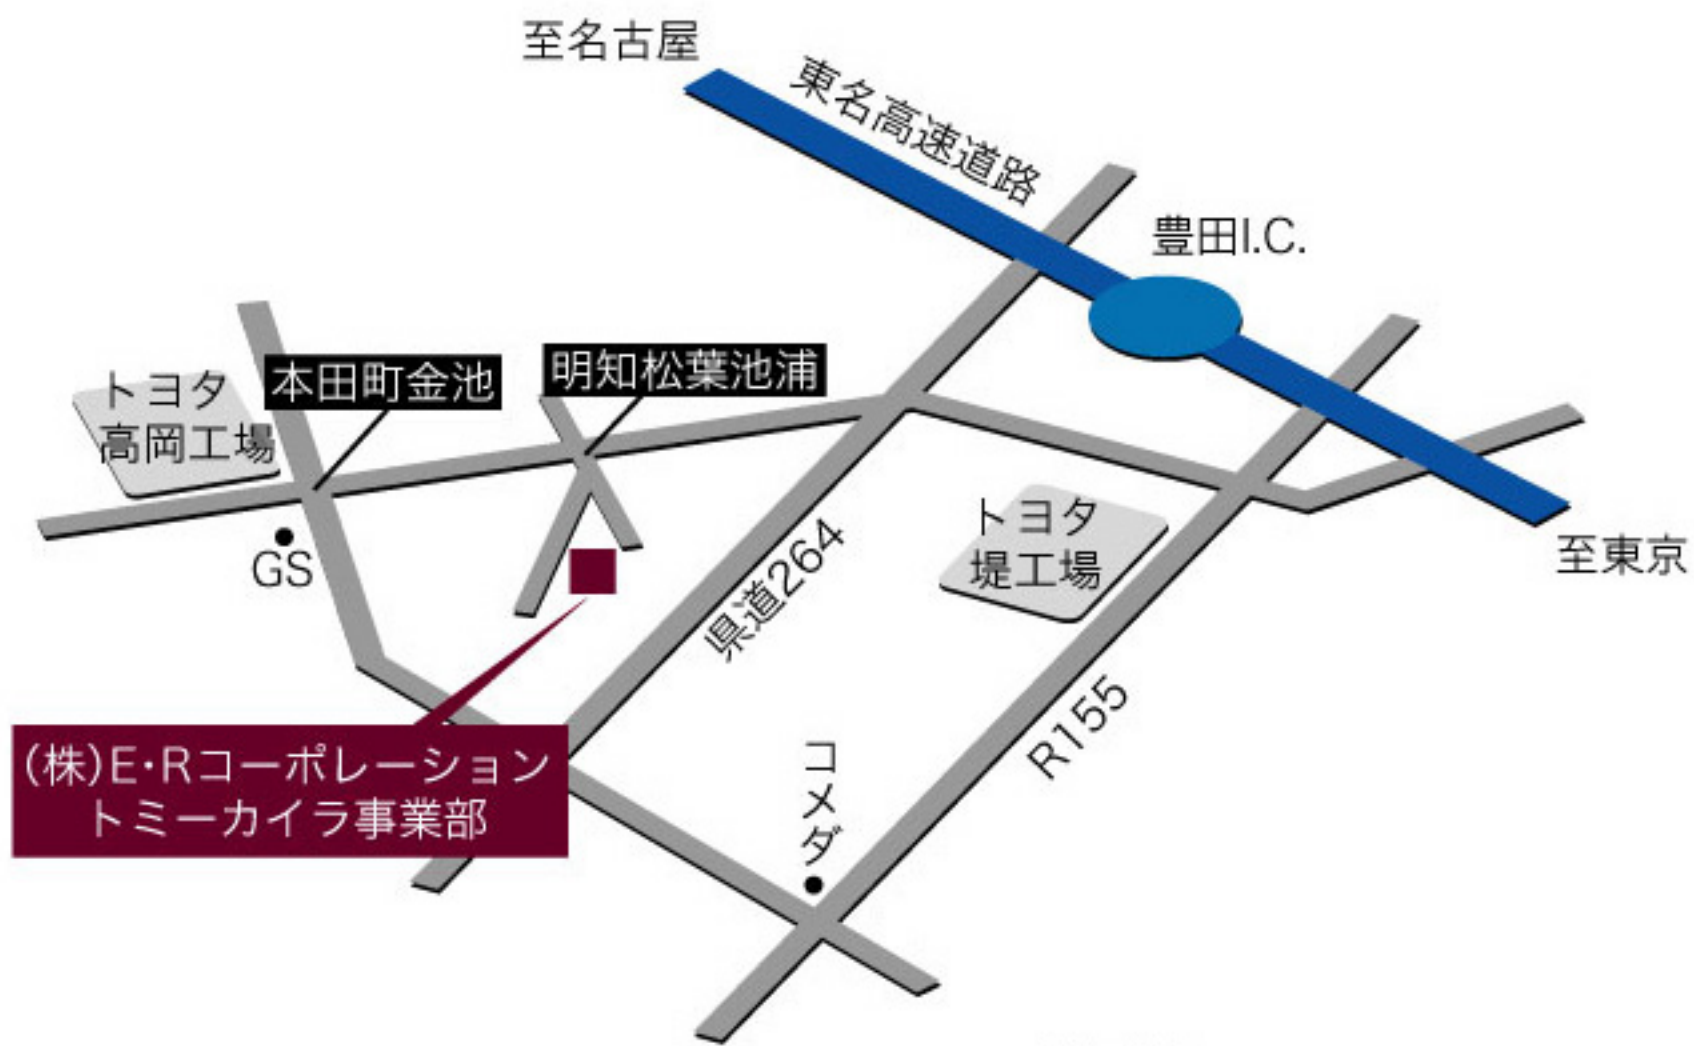 至名古屋
東名高速道路
豊田I.C.
トヨタ
高岡工場
本田町金池
明知松葉池浦
GS
トヨタ
堤工場
至東京
県道264
R155
(株)E・Rコーポレーション
トミーカイラ事業部
コメダ